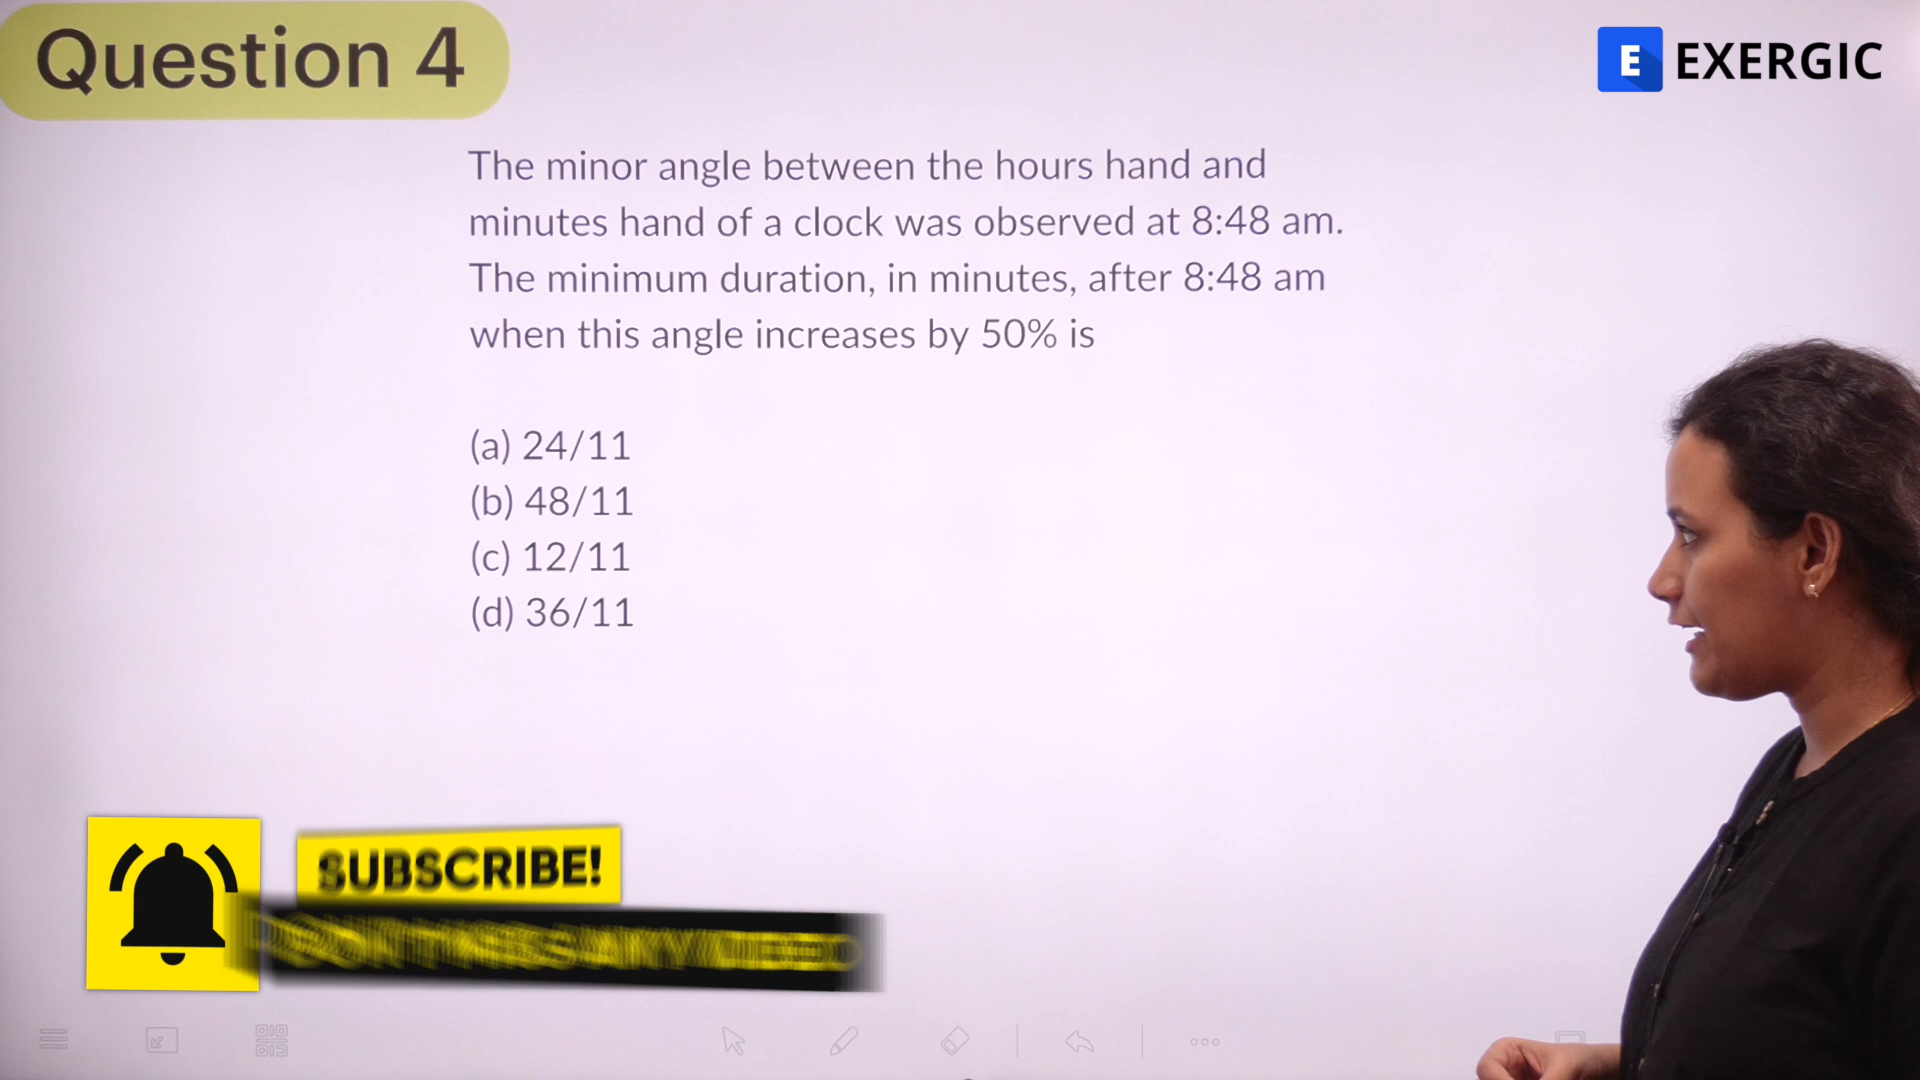 Question 4
E EXERGIC
The minor angle between the hours hand and
minutes hand of a clock was observed at 8:48 am.
The minimum duration, in minutes, after 8:48 am
when this angle increases by 50% is
(a) 24/11
(b) 48/11
(c) 12/11
(d) 36/11
SUBSCRIBE!